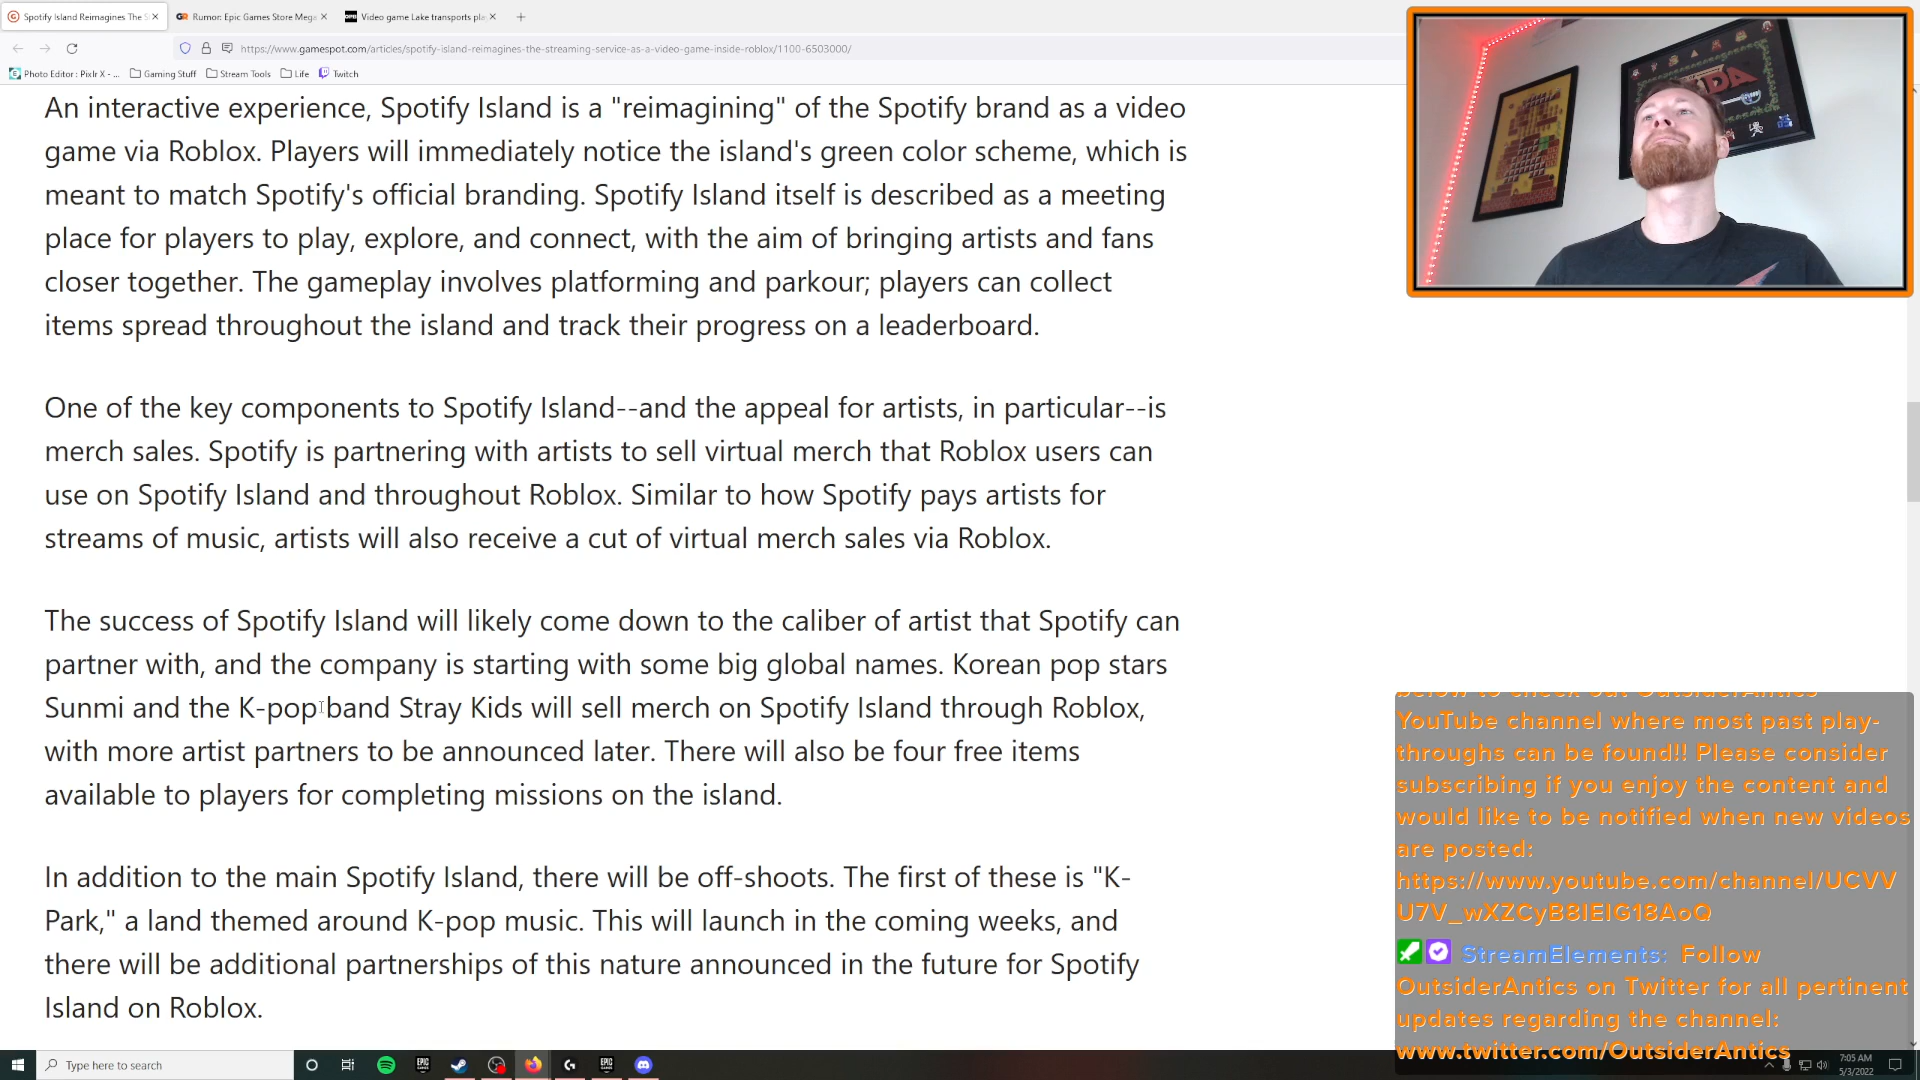 Spotify Island Reimagines The S
Rumor: Epic Games Store Mega
Video game Lake transports pla
https://www.gamespot.com/articles/spotify-island-reimagines-the-streaming-service-as-a-video-game-inside-roblox/1100-6503000/
Photo Editor : Pixlr X - ...
Gaming Stuff
Stream Tools
Life
Twitch
An interactive experience, Spotify Island is a "reimagining" of the Spotify brand as a video
game via Roblox. Players will immediately notice the island's green color scheme, which is
meant to match Spotify's official branding. Spotify Island itself is described as a meeting
place for players to play, explore, and connect, with the aim of bringing artists and fans
closer together. The gameplay involves platforming and parkour; players can collect
items spread throughout the island and track their progress on a leaderboard.
One of the key components to Spotify Island--and the appeal for artists, in particular--is
merch sales. Spotify is partnering with artists to sell virtual merch that Roblox users can
use on Spotify Island and throughout Roblox. Similar to how Spotify pays artists for
streams of music, artists will also receive a cut of virtual merch sales via Roblox.
The success of Spotify Island will likely come down to the caliber of artist that Spotify can
partner with, and the company is starting with some big global names. Korean pop stars
Sunmi and the K-pop band Stray Kids will sell merch on Spotify Island through Roblox,
with more artist partners to be announced later. There will also be four free items
available to players for completing missions on the island.
In addition to the main Spotify Island, there will be off-shoots. The first of these is "K-
Park," a land themed around K-pop music. This will launch in the coming weeks, and
there will be additional partnerships of this nature announced in the future for Spotify
Island on Roblox.
below to check out OutsiderAntics
YouTube channel where most past play-
throughs can be found!! Please consider
subscribing if you enjoy the content and
would like to be notified when new videos
are posted:
https://www.youtube.com/channel/UCVV
U7V_wXZCyB8IEIG18AoQ
StreamElements: Follow
OutsiderAntics on Twitter for all pertinent
updates regarding the channel:
www.twitter.com/OutsiderAntics
Type here to search
7:05 AM
5/3/2022